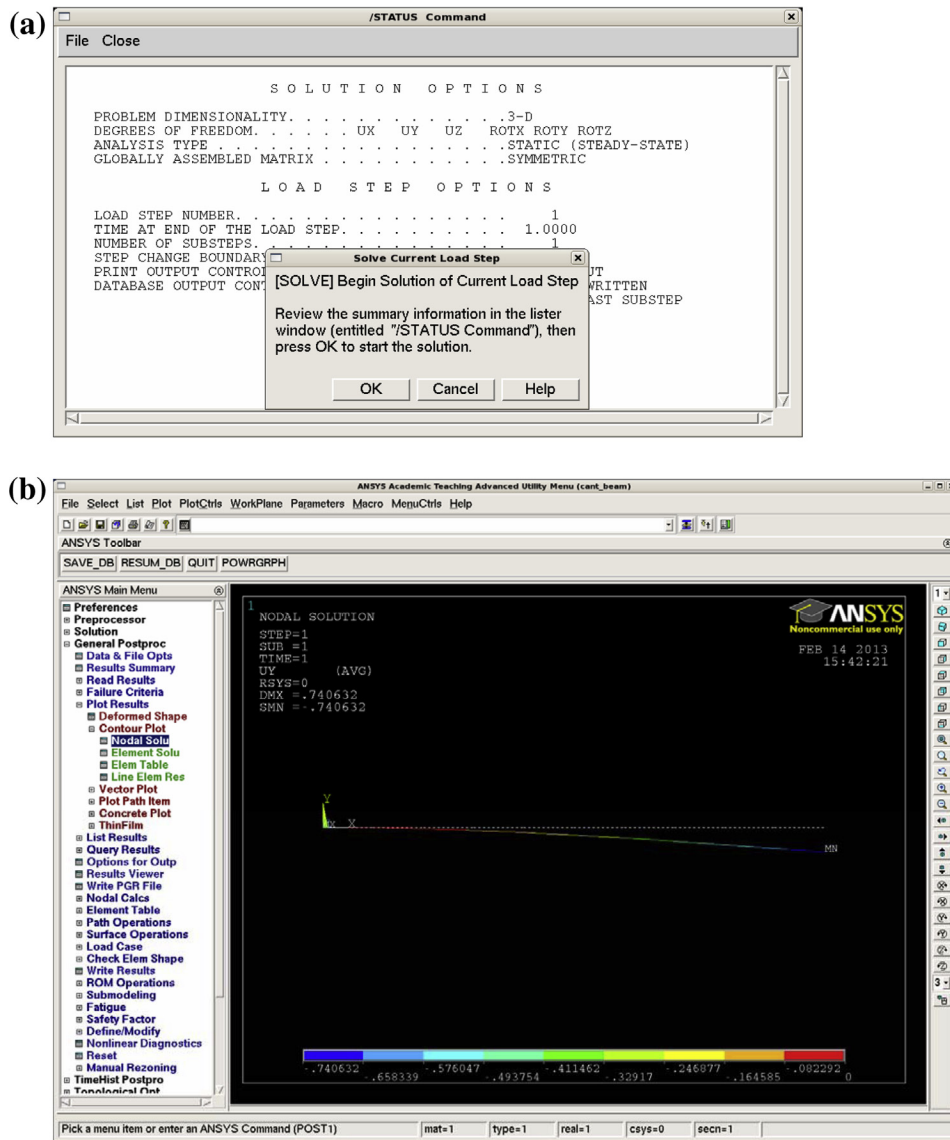 (a)
/STATUS Command
File Close
S O L U T I O N   O P T I O N S
PROBLEM DIMENSIONALITY. . . . . . . . . . . . .3-D
DEGREES OF FREEDOM. . . . . . UX UY UZ ROTX ROTY ROTZ
ANALYSIS TYPE . . . . . . . . . . . . . . . . .STATIC (STEADY-STATE)
GLOBALLY ASSEMBLED MATRIX . . . . . . . . . . .SYMMETRIC
L O A D   S T E P   O P T I O N S
LOAD STEP NUMBER. . . . . . . . . . . . . . . . 1
TIME AT END OF THE LOAD STEP. . . . . . . . . . 1.0000
NUMBER OF SUBSTEPS. . . . . . . . . . . . . . . 1
STEP CHANGE BOUNDARY
PRINT OUTPUT CONTROL
DATABASE OUTPUT CONT
AST SUBSTEP
Solve Current Load Step
[SOLVE] Begin Solution of Current Load Step
Review the summary information in the lister
window (entitled "/STATUS Command"), then
press OK to start the solution.
OK Cancel Help
(b)
ANSYS Academic Teaching Advanced Utility Menu (cant_beam)
File Select List Plot PlotCtrls WorkPlane Parameters Macro MenuCtrls Help
ANSYS Toolbar
SAVE_DB RESUM_DB QUIT POWRGRPH
ANSYS Main Menu
Preferences
Preprocessor
Solution
General Postproc
Data & File Opts
Results Summary
Read Results
Failure Criteria
Plot Results
Deformed Shape
Contour Plot
Nodal Solu
Element Solu
Elem Table
Line Elem Res
Vector Plot
Plot Path Item
Concrete Plot
ThinFilm
List Results
Query Results
Options for Outp
Results Viewer
Write PGR File
Nodal Calcs
Element Table
Path Operations
Surface Operations
Load Case
Check Elem Shape
Write Results
ROM Operations
Submodeling
Fatigue
Safety Factor
Define/Modify
Nonlinear Diagnostics
Reset
Manual Rezoning
TimeHist Postpro
Topological Opt
1
NODAL SOLUTION
STEP=1
SUB =1
TIME=1
UY (AVG)
RSYS=0
DMX =.740632
SMN =-.740632
ANSYS
Noncommercial use only
FEB 14 2013
15:42:21
Y
X
MN
-.740632 -.576047 -.411462 -.246877 -.082292
-.658339 -.493754 -.32917 -.164585 0
1
3
Pick a menu item or enter an ANSYS Command (POST1) mat=1 type=1 real=1 csys=0 secn=1